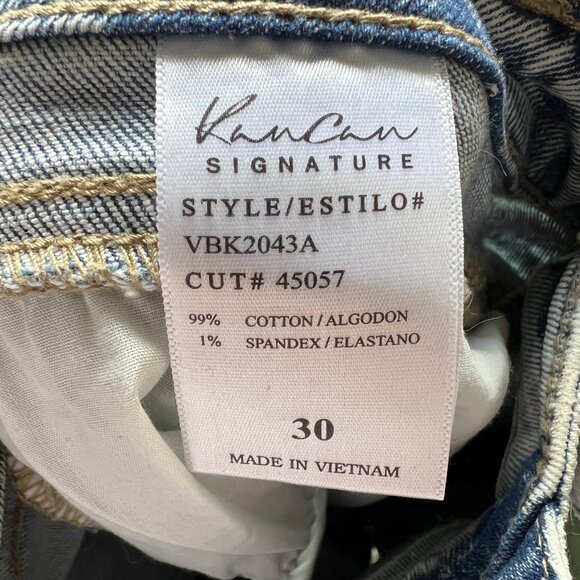 KanCan
SIGNATURE
STYLE/ESTILO#
VBK2043A
CUT# 45057
99% COTTON/ALGODON
1% SPANDEX/ELASTANO
30
MADE IN VIETNAM